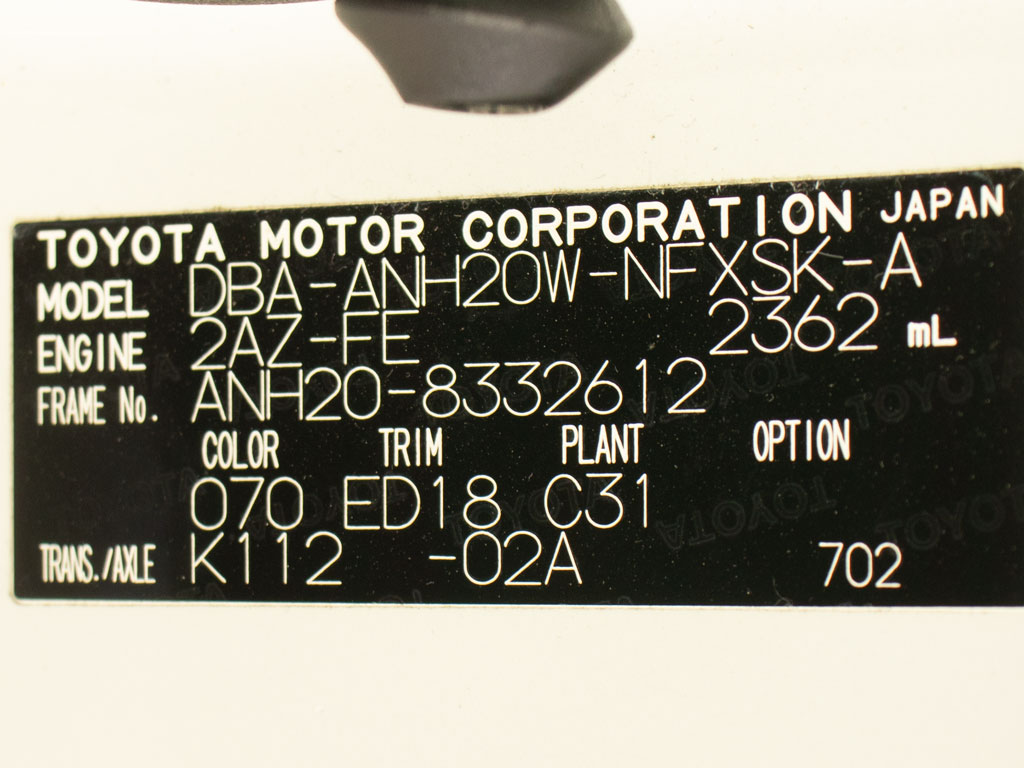 TOYOTA MOTOR CORPORATION JAPAN
MODEL DBA-ANH20W-NFXSK-A
ENGINE 2AZ-FE 2362 mL
FRAME No. ANH20-8332612
COLOR TRIM PLANT OPTION
070 ED18 C31
TRANS./AXLE K112 -02A 702